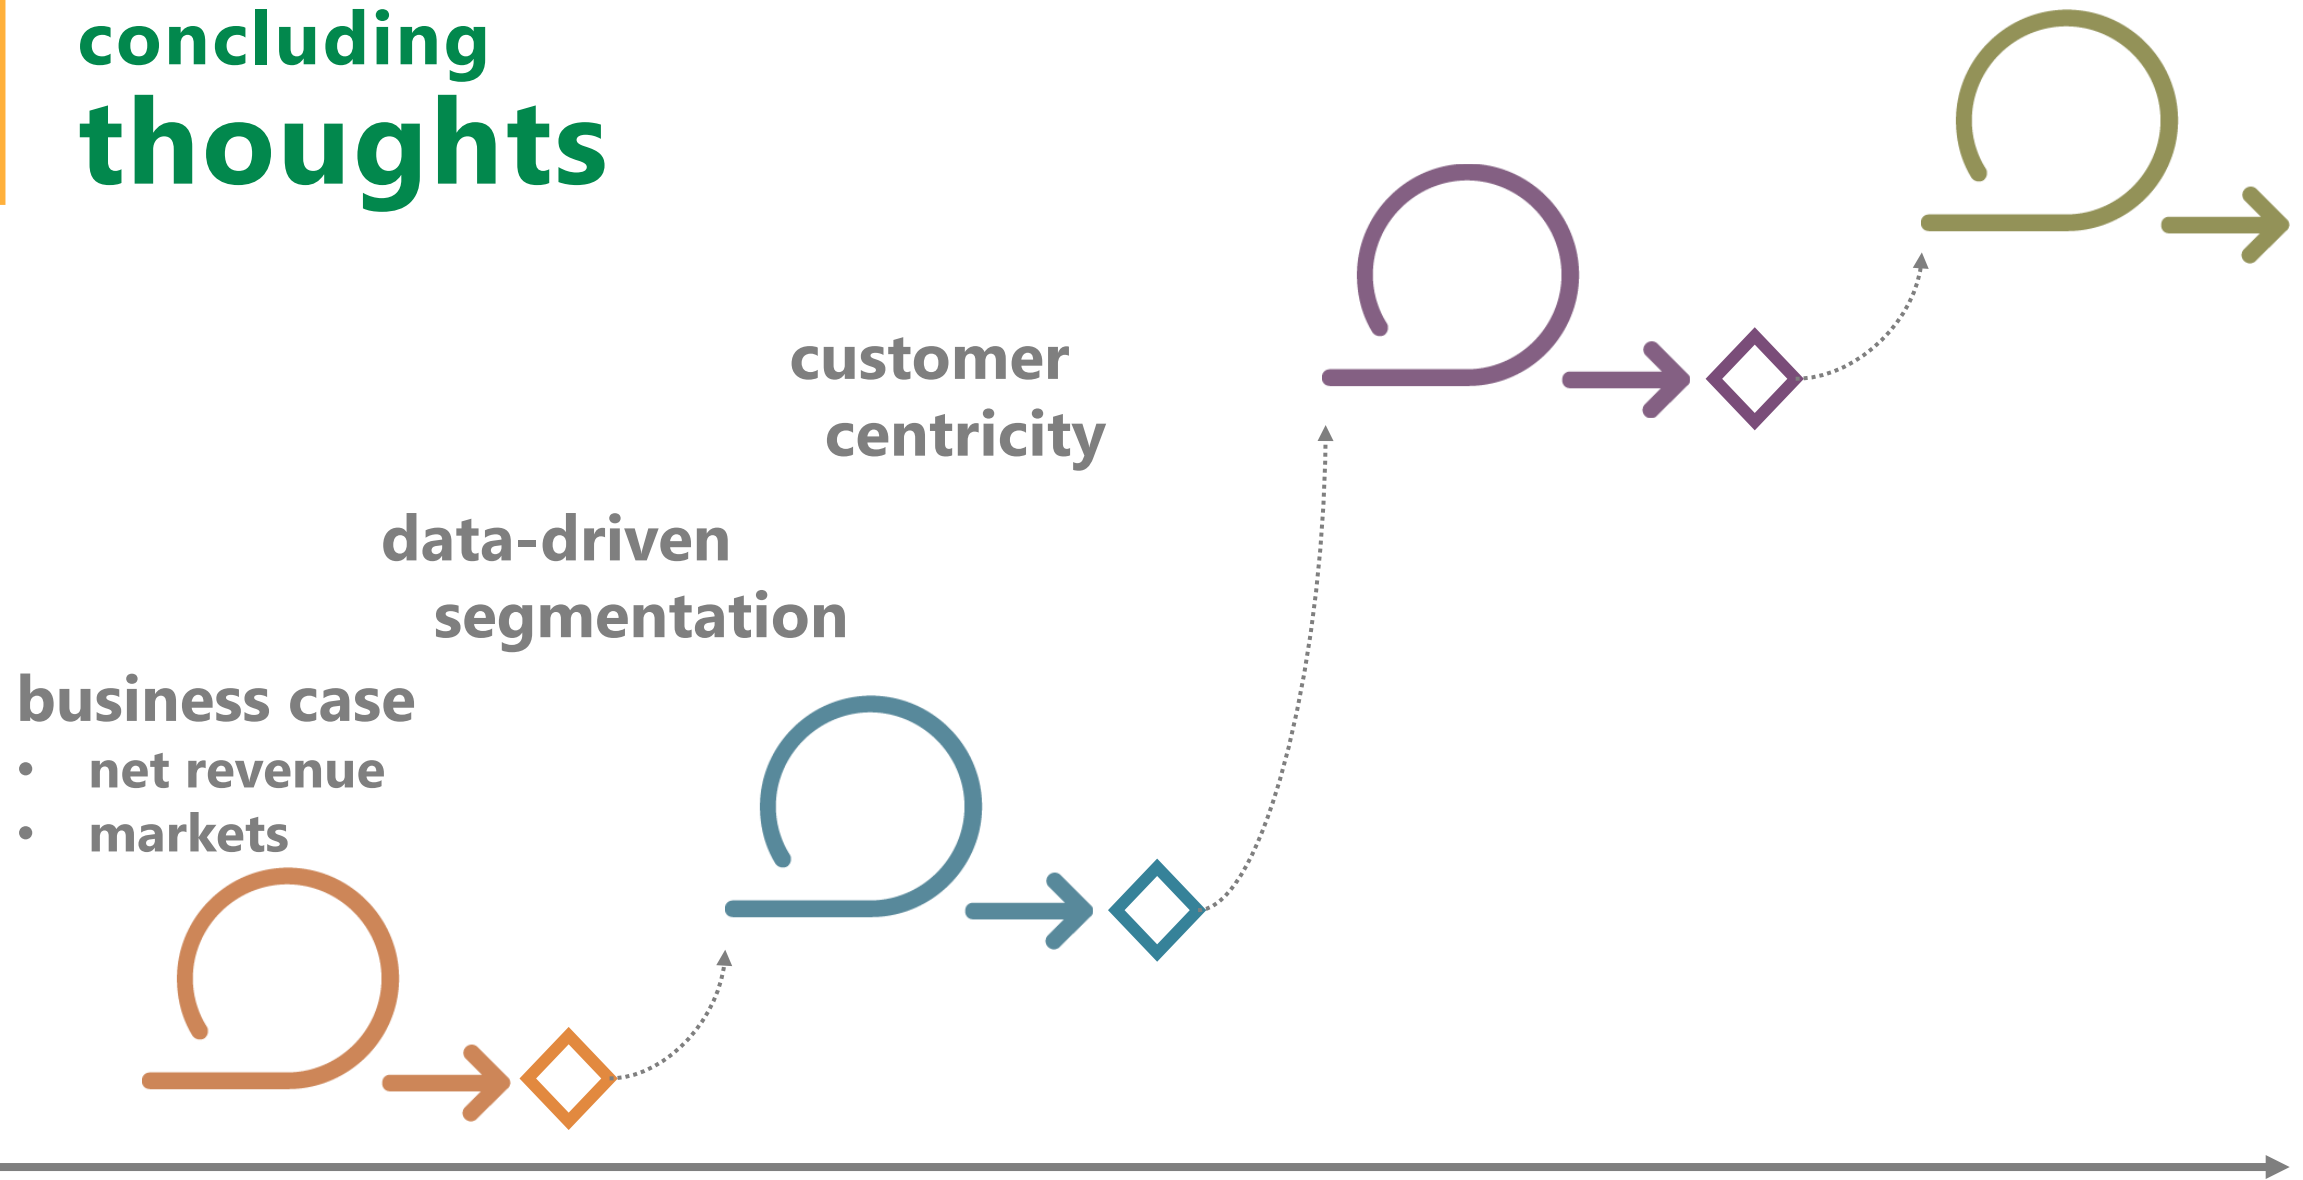 concluding
thoughts
customer
centricity
data-driven
segmentation
business case
• net revenue
• markets